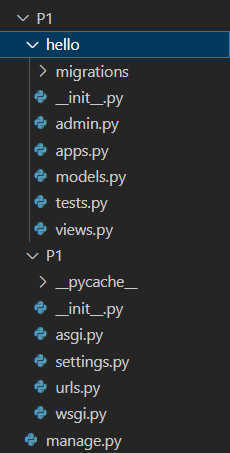 P1
hello
migrations
__init__.py
admin.py
apps.py
models.py
tests.py
views.py
P1
__pycache__
__init__.py
asgi.py
settings.py
urls.py
wsgi.py
manage.py